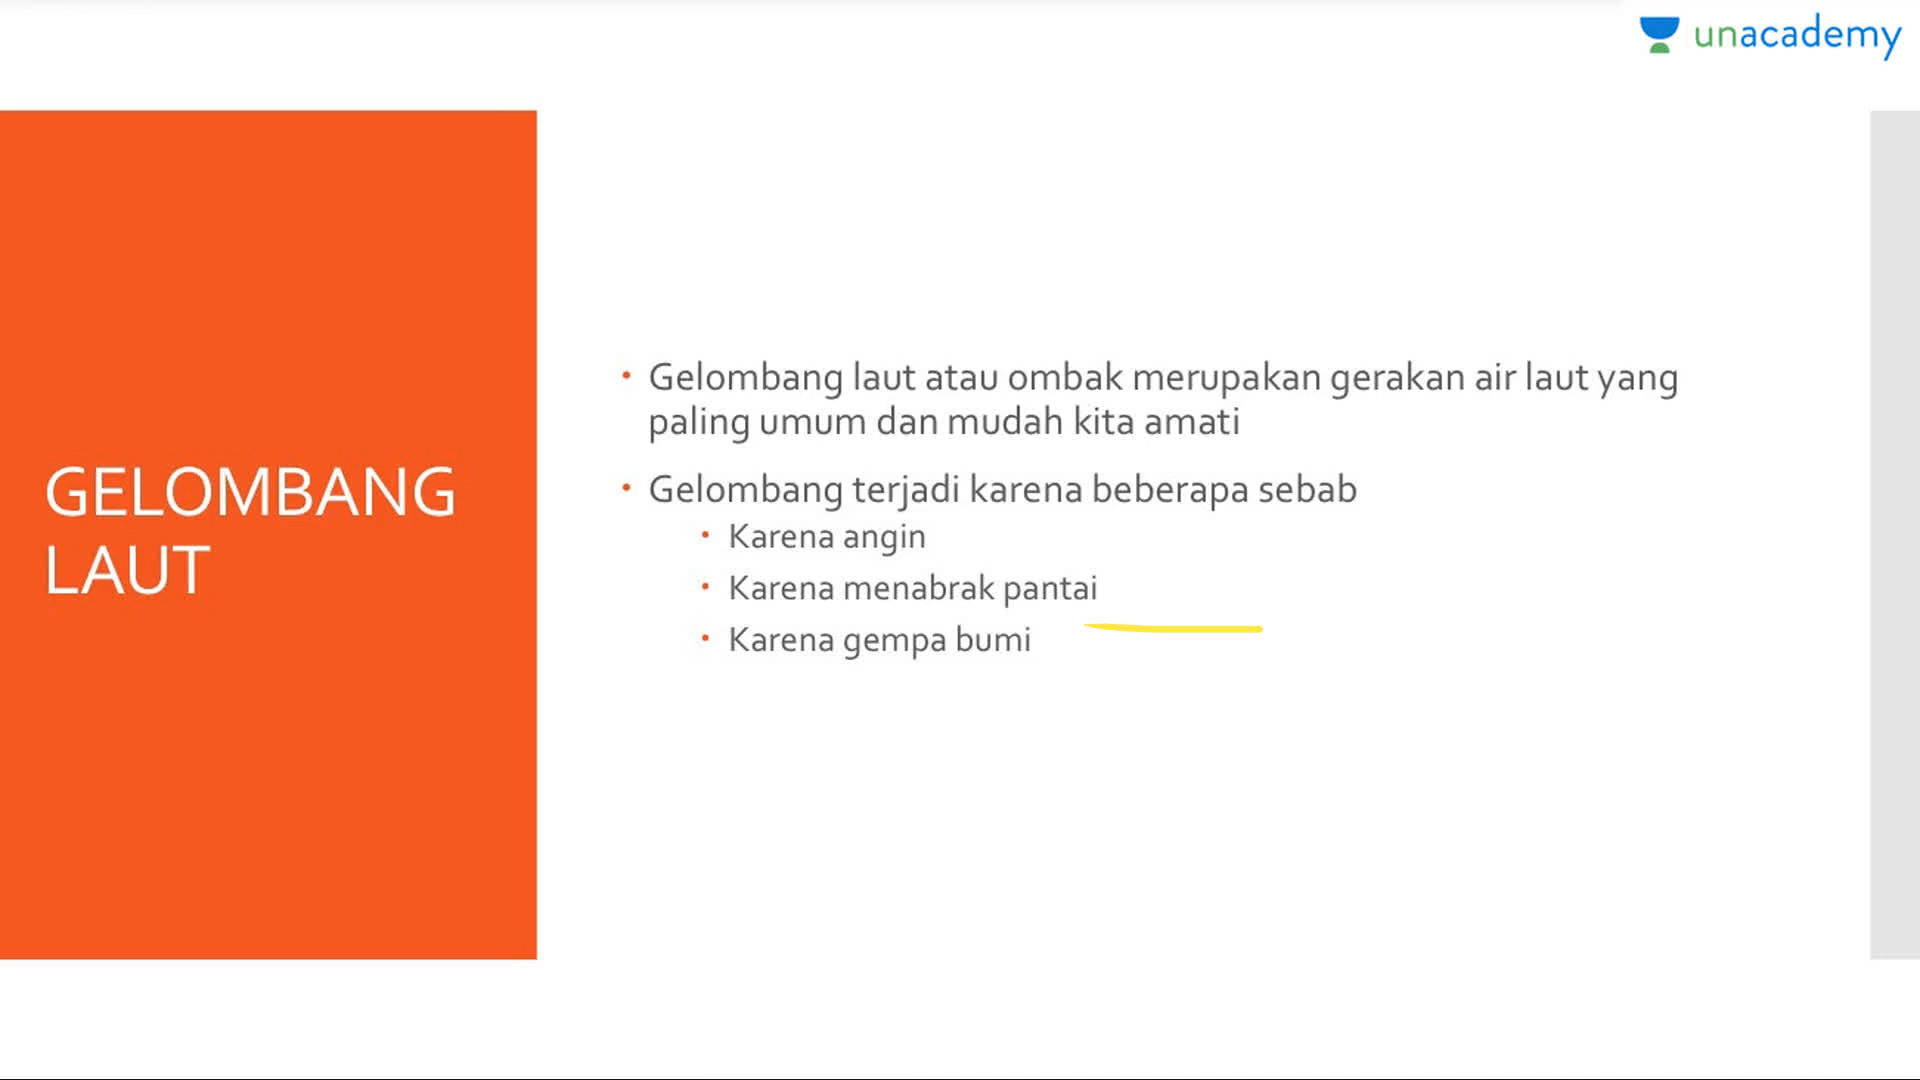 unacademy
GELOMBANG
LAUT
• Gelombang laut atau ombak merupakan gerakan air laut yang
paling umum dan mudah kita amati
• Gelombang terjadi karena beberapa sebab
• Karena angin
• Karena menabrak pantai
• Karena gempa bumi